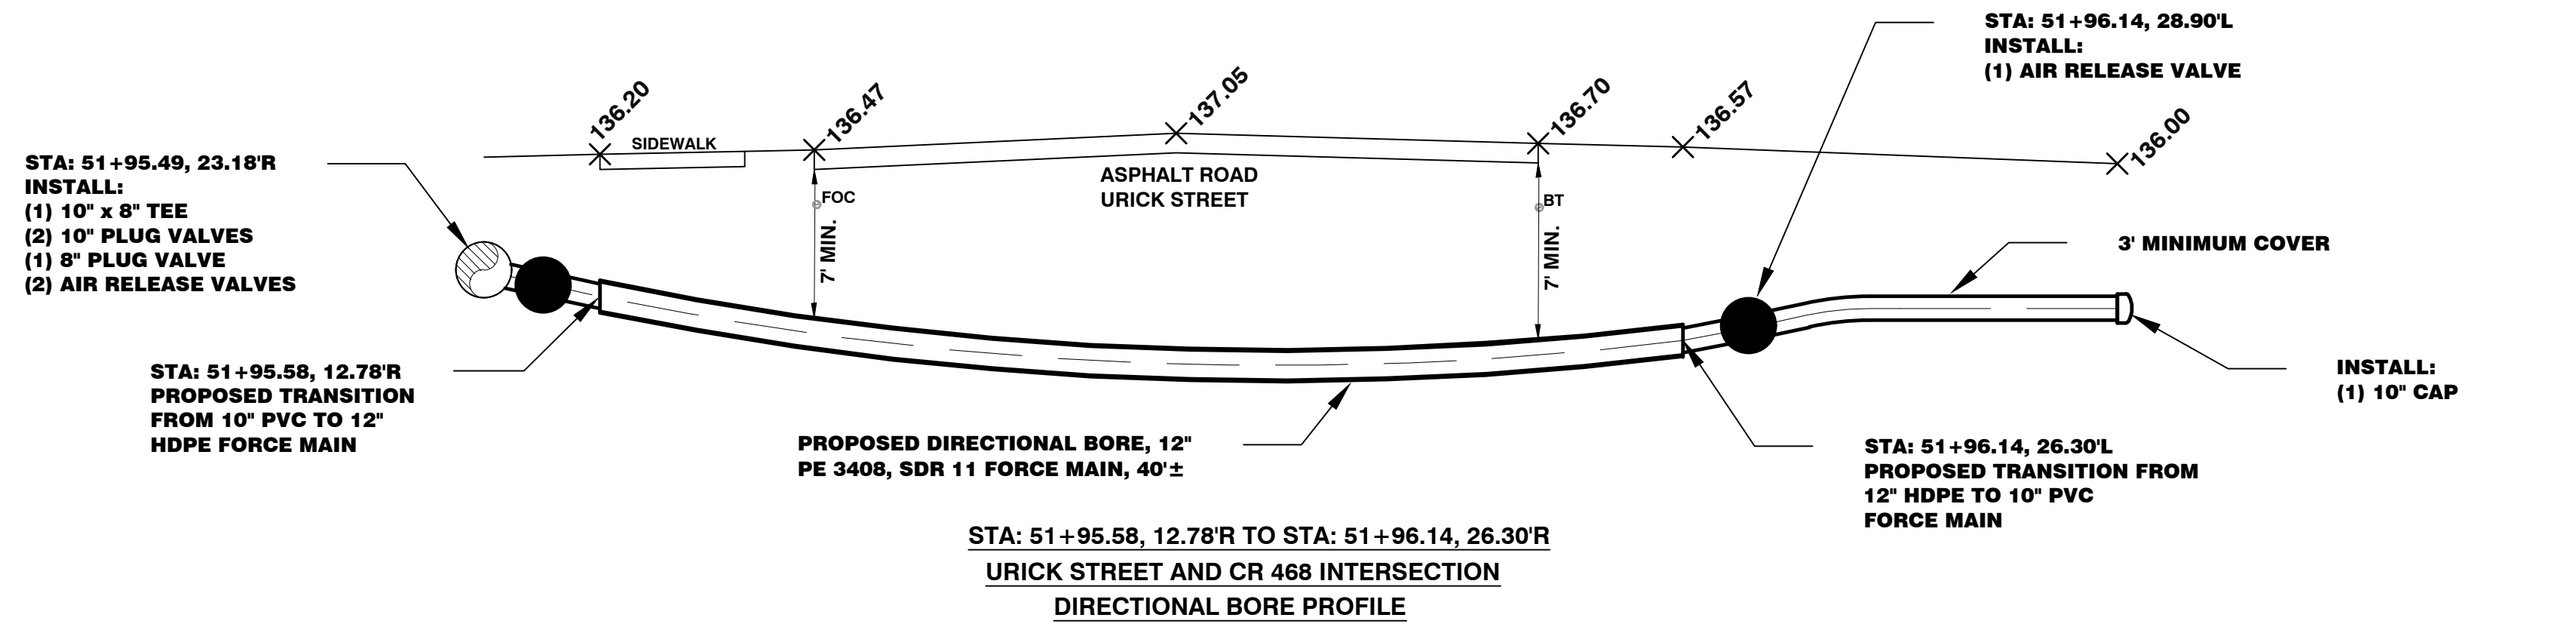 STA: 51+96.14, 28.90'L
INSTALL:
(1) AIR RELEASE VALVE
136.20
136.47
137.05
136.70
136.57
136.00
SIDEWALK
STA: 51+95.49, 23.18'R
INSTALL:
(1) 10" x 8" TEE
(2) 10" PLUG VALVES
(1) 8" PLUG VALVE
(2) AIR RELEASE VALVES
ASPHALT ROAD
URICK STREET
FOC
7' MIN.
BT
7' MIN.
3' MINIMUM COVER
STA: 51+95.58, 12.78'R
PROPOSED TRANSITION
FROM 10" PVC TO 12"
HDPE FORCE MAIN
PROPOSED DIRECTIONAL BORE, 12"
PE 3408, SDR 11 FORCE MAIN, 40'±
INSTALL:
(1) 10" CAP
STA: 51+96.14, 26.30'L
PROPOSED TRANSITION FROM
12" HDPE TO 10" PVC
FORCE MAIN
STA: 51+95.58, 12.78'R TO STA: 51+96.14, 26.30'R
URICK STREET AND CR 468 INTERSECTION
DIRECTIONAL BORE PROFILE